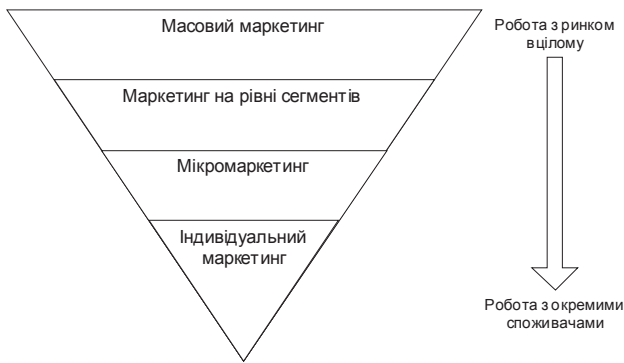 Масовий маркетинг
Маркетинг на рівні сегментів
Мікромаркетинг
Індивідуальний
маркетинг
Робота з ринком
вцілому
Робота з окремими
споживачами